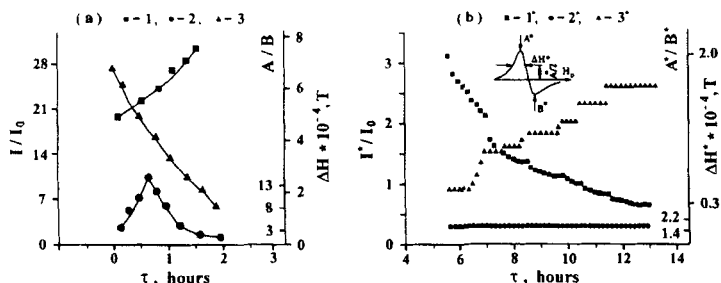 (a) ■ - 1, ● - 2, ▲ - 3
I / I₀
28
21
14
7
0
A / B
ΔH * 10⁻⁴, T
8
6
4
2
0
13
8
3
0 1 2
τ, hours
(b) ■ - 1*, ● - 2*, ▲ - 3*
I* / I₀
3
2
1
0
A*
ΔH*
H₀
B*
A* / B*
ΔH* * 10⁻⁴, T
2.0
0.3
2.2
1.4
4 6 8 10 12 14
τ, hours